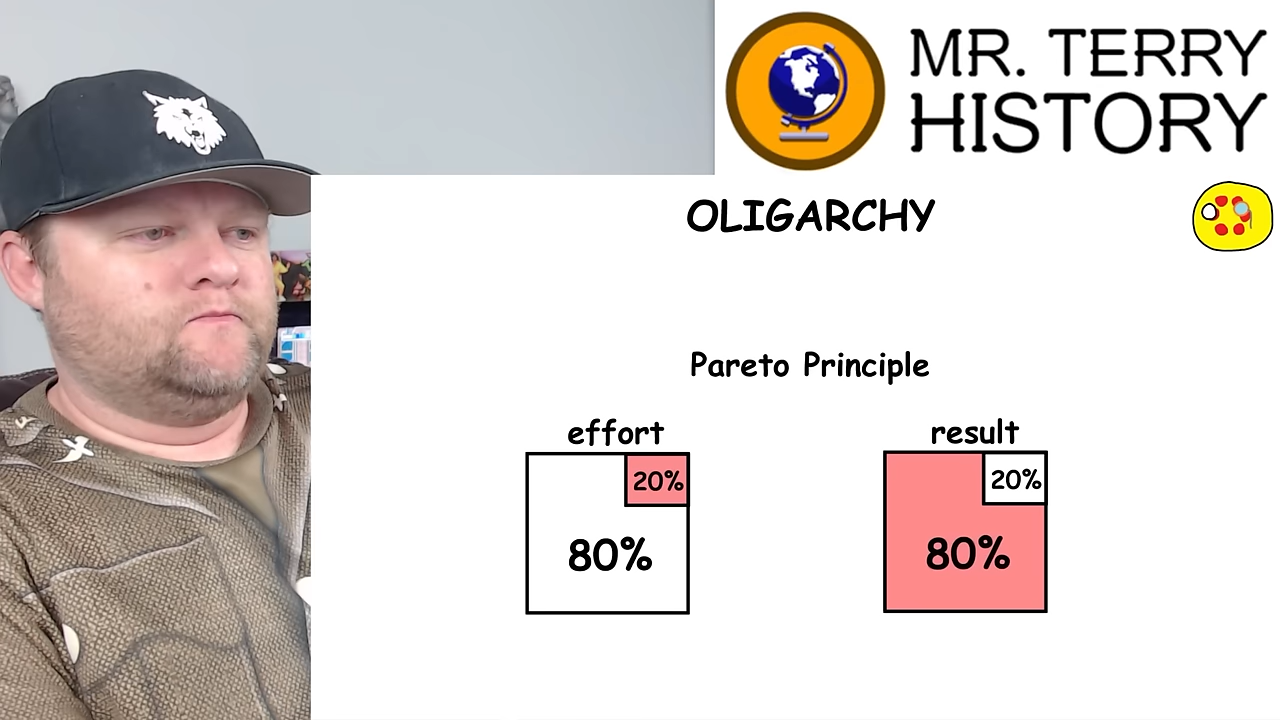 MR. TERRY
HISTORY
OLIGARCHY
Pareto Principle
effort
result
20%
80%
20%
80%